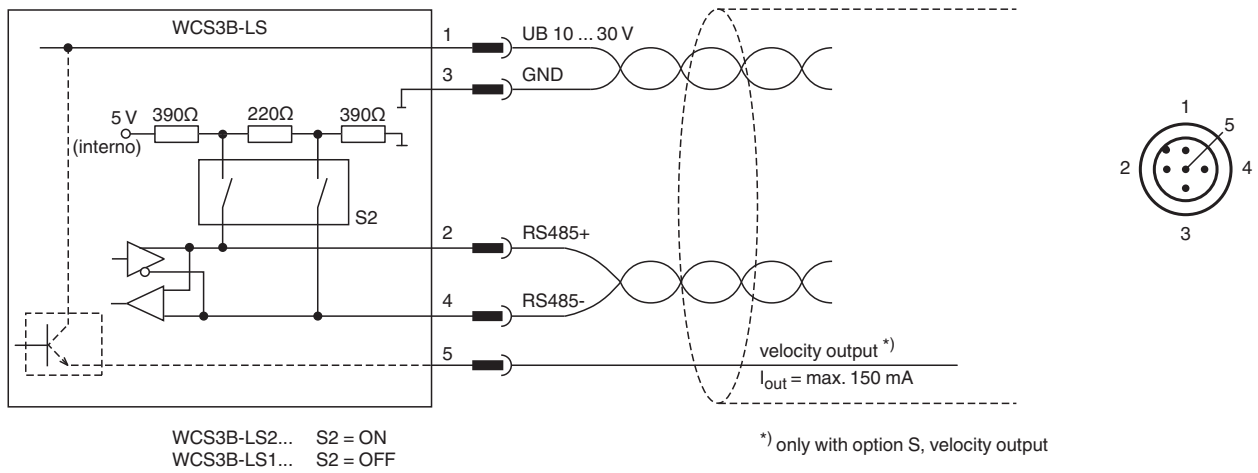 WCS3B-LS
1
UB 10 ... 30 V
3
GND
5 V
(interno)
390Ω
220Ω
390Ω
S2
2
RS485+
4
RS485-
5
velocity output *)
Iout = max. 150 mA
WCS3B-LS2... S2 = ON
WCS3B-LS1... S2 = OFF
*) only with option S, velocity output
1
5
2
4
3